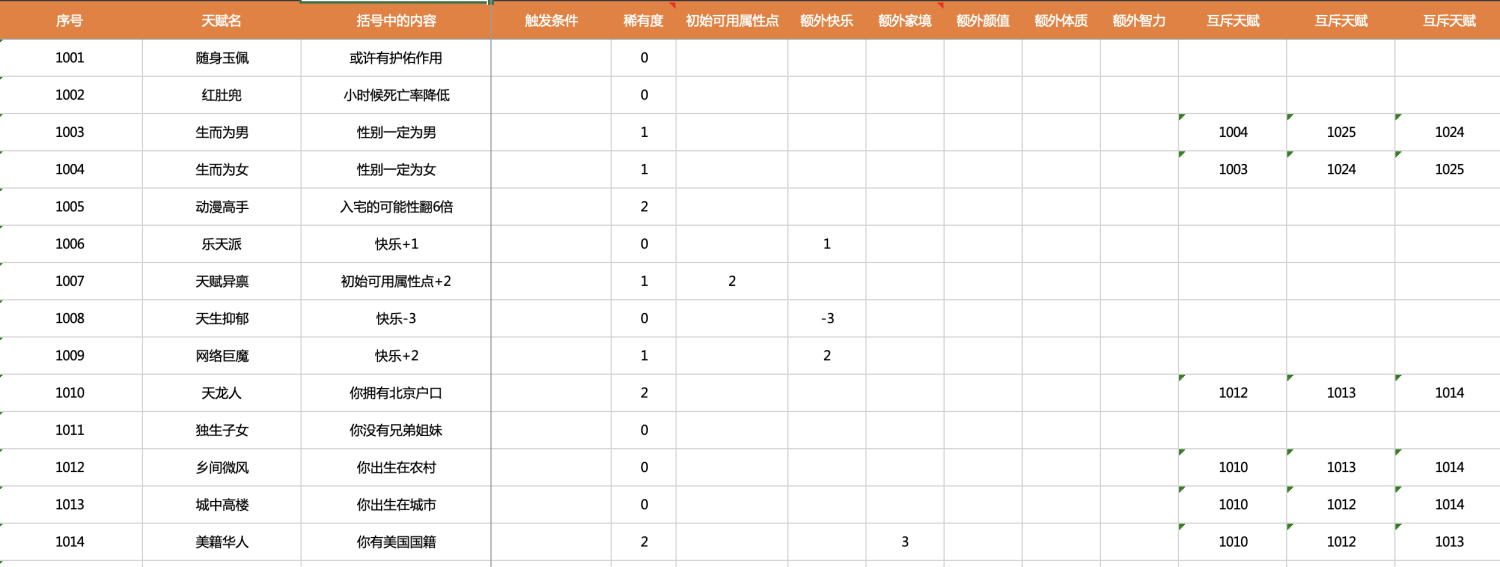 序号 天赋名 括号中的内容 触发条件 稀有度 初始可用属性点 额外快乐 额外家境 额外颜值 额外体质 额外智力 互斥天赋 互斥天赋 互斥天赋
1001 随身玉佩 或许有护佑作用 0
1002 红肚兜 小时候死亡率降低 0
1003 生而为男 性别一定为男 1 1004 1025 1024
1004 生而为女 性别一定为女 1 1003 1024 1025
1005 动漫高手 入宅的可能性翻6倍 2
1006 乐天派 快乐+1 0 1
1007 天赋异禀 初始可用属性点+2 1 2
1008 天生抑郁 快乐-3 0 -3
1009 网络巨魔 快乐+2 1 2
1010 天龙人 你拥有北京户口 2 1012 1013 1014
1011 独生子女 你没有兄弟姐妹 0
1012 乡间微风 你出生在农村 0 1010 1013 1014
1013 城中高楼 你出生在城市 0 1010 1012 1014
1014 美籍华人 你有美国国籍 2 3 1010 1012 1013